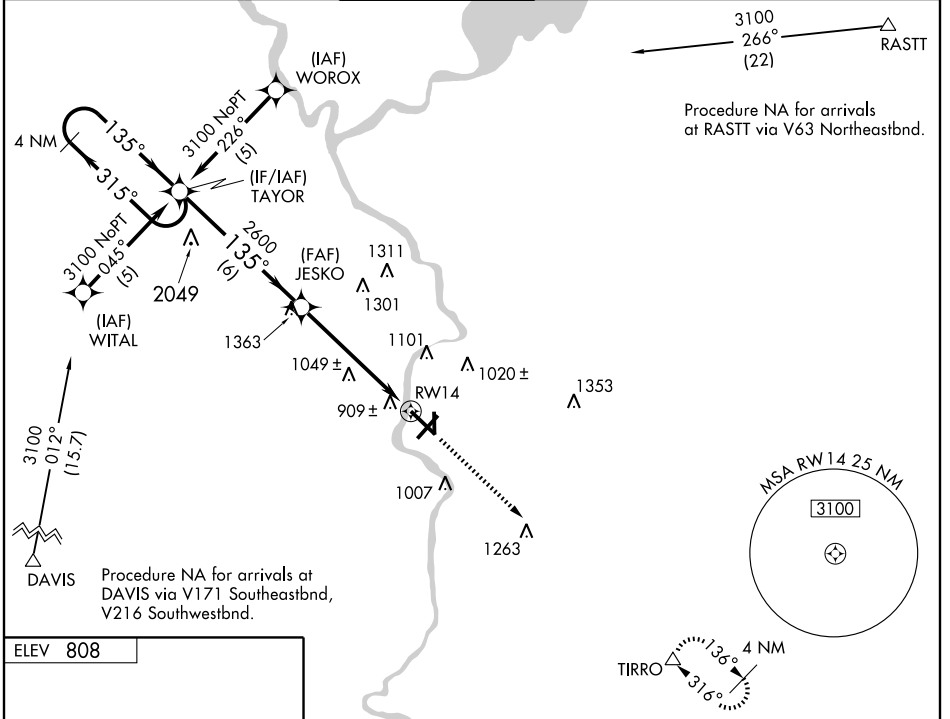 3100
266°
(22)
RASTT
Procedure NA for arrivals
at RASTT via V63 Northeastbnd.
(IAF)
WOROX
3100 NoPT
226°
(5)
4 NM
135°
315°
(IF/IAF)
TAYOR
3100 NoPT
045°
(5)
2049
2600
135°
(6)
(FAF)
JESKO
1311
1301
(IAF)
WITAL
1363
1101
1049 ±
1020 ±
1353
909 ±
RW14
3100
012°
(15.7)
1007
1263
MSA RW14 25 NM
3100
DAVIS
Procedure NA for arrivals at
DAVIS via V171 Southeastbnd,
V216 Southwestbnd.
ELEV 808
TIRRO
136°
316°
4 NM